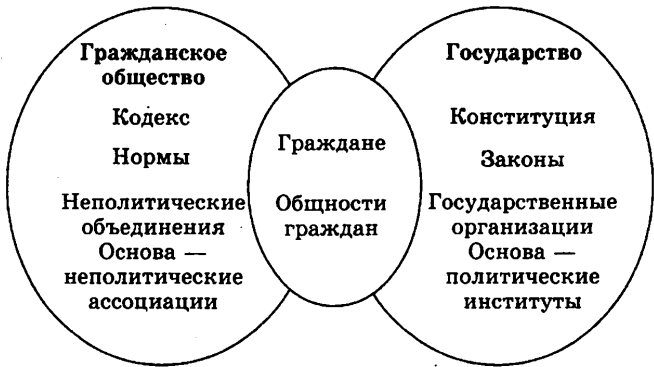 Гражданское
общество
Кодекс
Нормы
Неполитические
объединения
Основа —
неполитические
ассоциации
Граждане
Общности
граждан
Государство
Конституция
Законы
Государственные
организации
Основа —
политические
институты